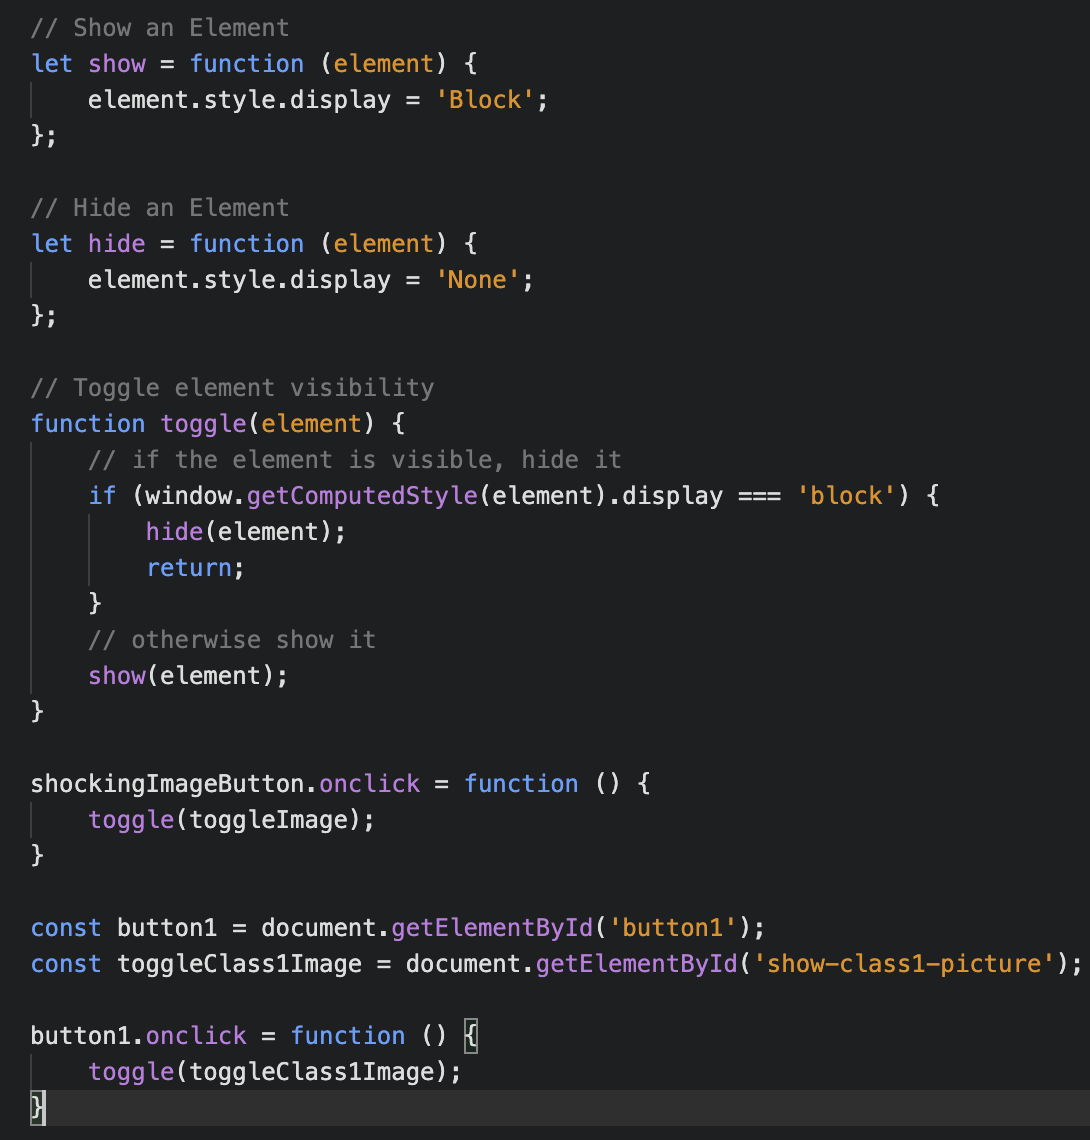 // Show an Element
let show = function (element) {
    element.style.display = 'Block';
};

// Hide an Element
let hide = function (element) {
    element.style.display = 'None';
};

// Toggle element visibility
function toggle(element) {
    // if the element is visible, hide it
    if (window.getComputedStyle(element).display === 'block') {
        hide(element);
        return;
    }
    // otherwise show it
    show(element);
}

shockingImageButton.onclick = function () {
    toggle(toggleImage);
}

const button1 = document.getElementById('button1');
const toggleClass1Image = document.getElementById('show-class1-picture');

button1.onclick = function () {
    toggle(toggleClass1Image);
}